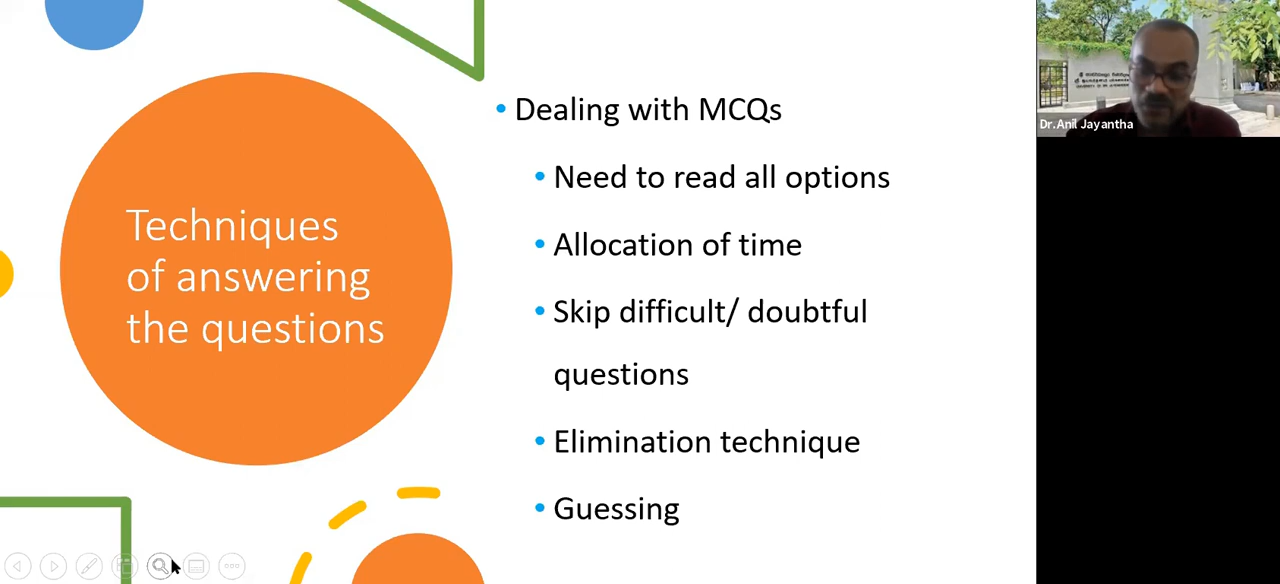 Techniques
of answering
the questions
• Dealing with MCQs
• Need to read all options
• Allocation of time
• Skip difficult/ doubtful
questions
• Elimination technique
• Guessing
Dr.Anil Jayantha